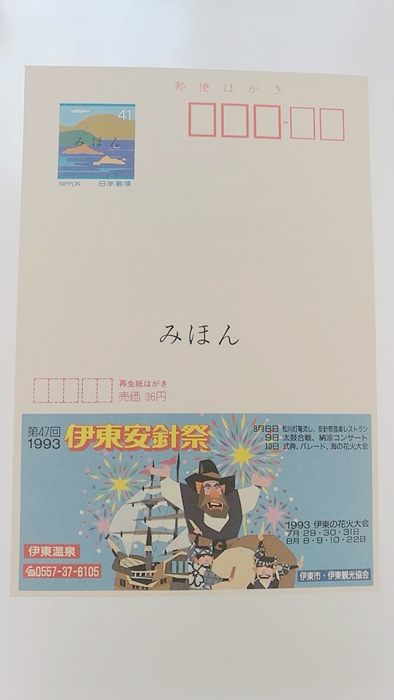 郵便はがき
41
みほん
NIPPON 日本郵便
みほん
再生紙はがき
売価 36円
第47回
1993 伊東安針祭
8月8日 松川灯篭流し、安針祭音楽レストラン
9日 太鼓合戦、納涼コンサート
10日 式典、パレード、海の花火大会
1993 伊東の花火大会
7月 29・30・31日
8月 8・9・10・22日
伊東温泉
☎0557-37-6105
伊東市・伊東観光協会